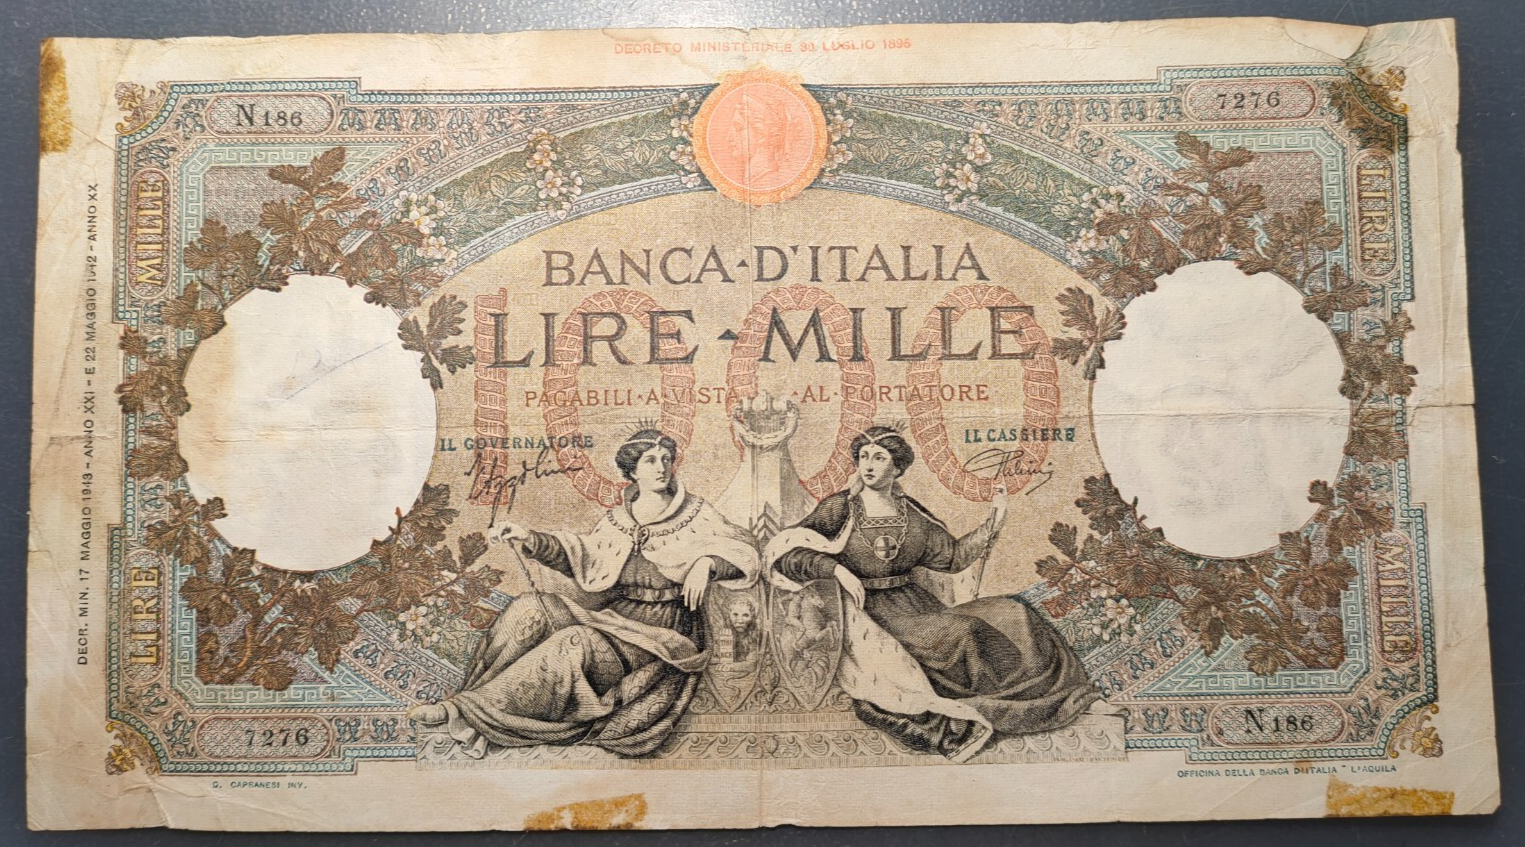 DECRETO MINISTERIALE 30 LUGLIO 1896
N186
7276
MILLE
LIRE
DECR. MIN. 17 MAGGIO 1943 - ANNO XXI - E 22 MAGGIO 1942 - ANNO XX
BANCA D'ITALIA
1000
LIRE MILLE
PAGABILI A VISTA AL PORTATORE
IL GOVERNATORE
IL CASSIERE
LIRE
MILLE
7276
N186
G. CAPRANESI INV.
OFFICINA DELLA BANCA D'ITALIA - L'AQUILA